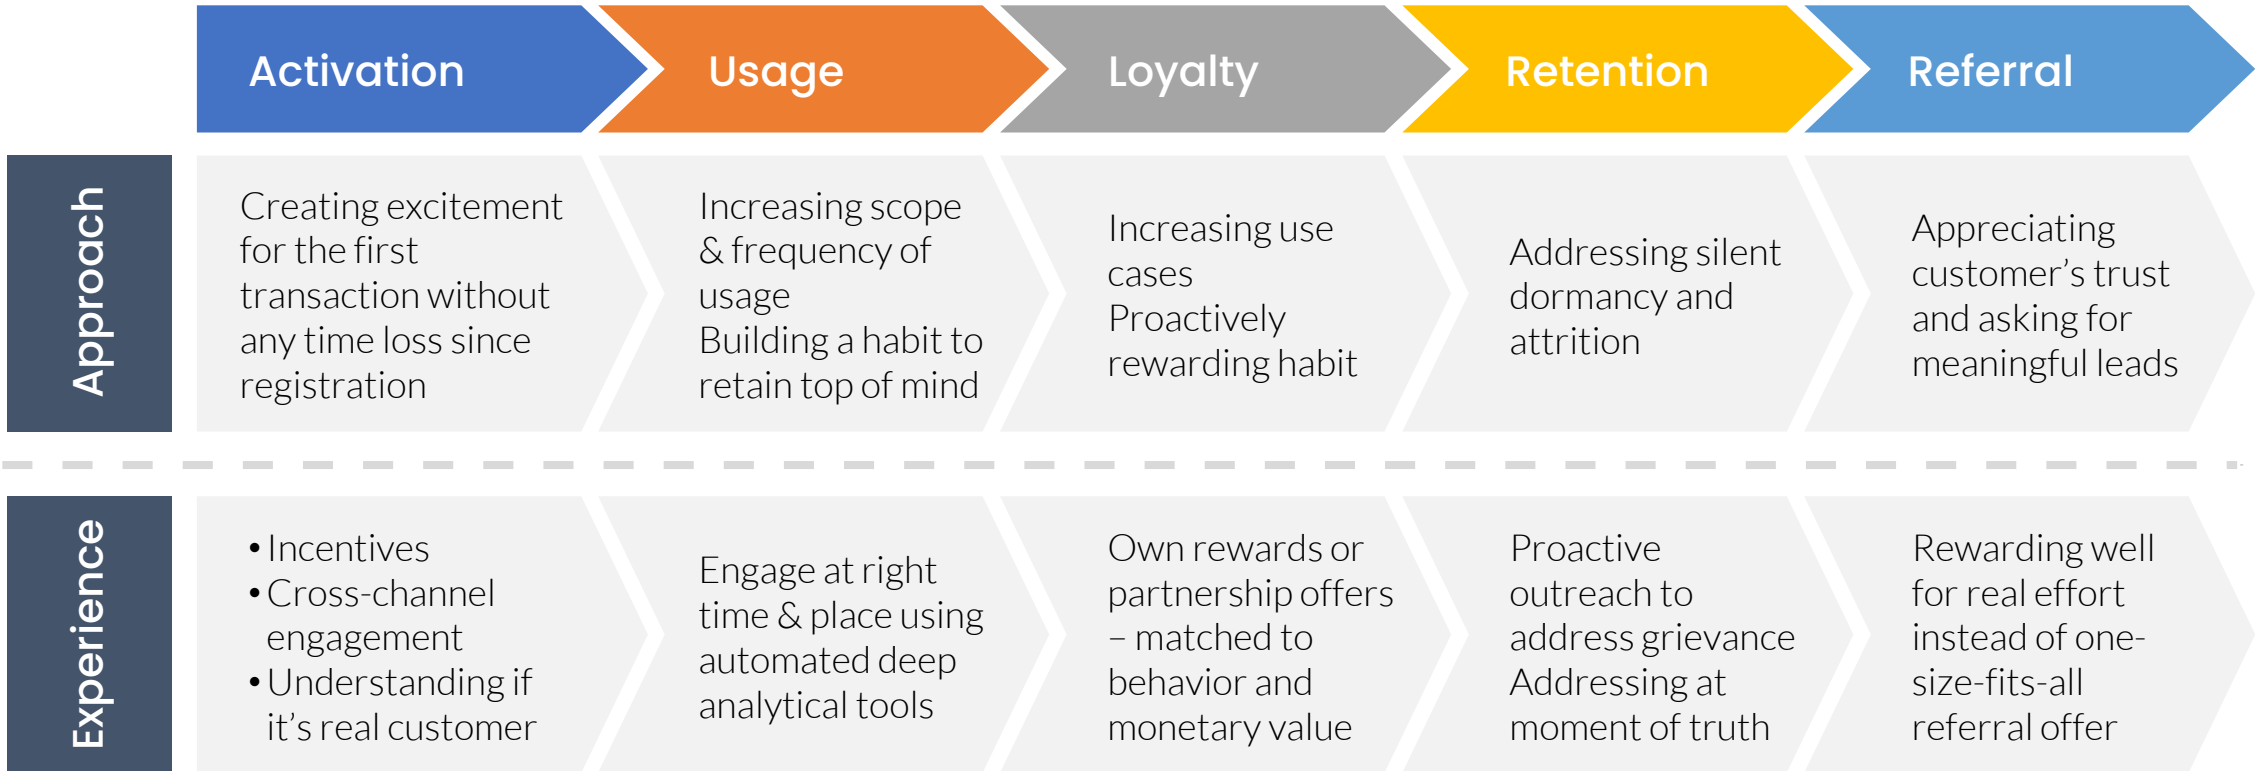 Activation
Usage
Loyalty
Retention
Referral
Approach
Creating excitement
for the first
transaction without
any time loss since
registration
Increasing scope
& frequency of
usage
Building a habit to
retain top of mind
Increasing use
cases
Proactively
rewarding habit
Addressing silent
dormancy and
attrition
Appreciating
customer’s trust
and asking for
meaningful leads
Experience
• Incentives
• Cross-channel
engagement
• Understanding if
it’s real customer
Engage at right
time & place using
automated deep
analytical tools
Own rewards or
partnership offers
– matched to
behavior and
monetary value
Proactive
outreach to
address grievance
Addressing at
moment of truth
Rewarding well
for real effort
instead of one-
size-fits-all
referral offer